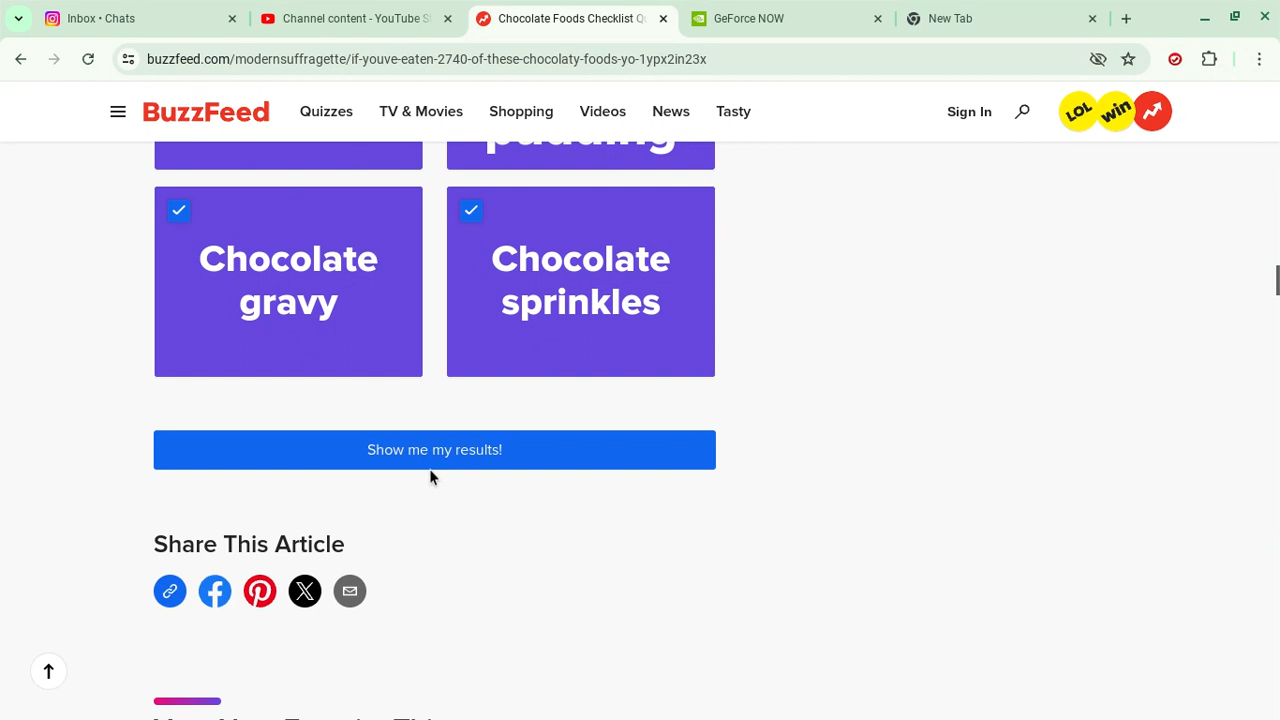 Inbox • Chats
Channel content - YouTube S
Chocolate Foods Checklist Q
GeForce NOW
New Tab
buzzfeed.com/modernsuffragette/if-youve-eaten-2740-of-these-chocolaty-foods-yo-1ypx2in23x
BuzzFeed
Quizzes
TV & Movies
Shopping
Videos
News
Tasty
Sign In
LOL
win
pudding
Chocolate
gravy
Chocolate
sprinkles
Show me my results!
Share This Article